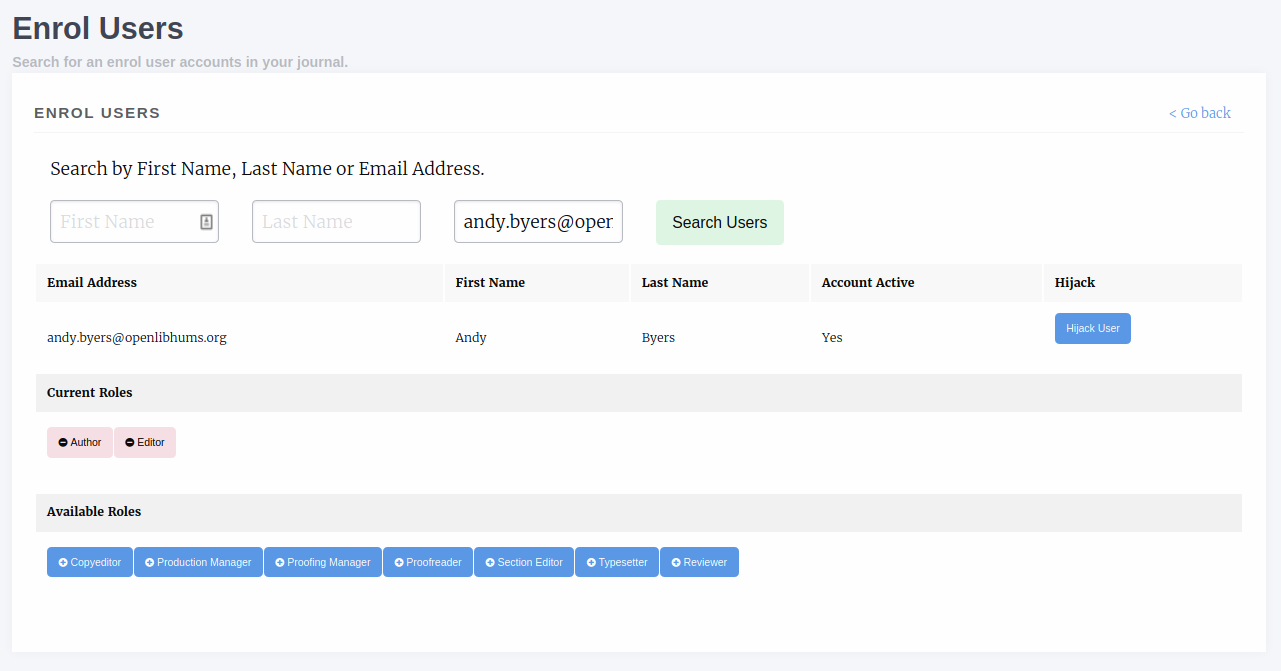 Enrol Users
Search for an enrol user accounts in your journal.
ENROL USERS
< Go back
Search by First Name, Last Name or Email Address.
First Name Last Name andy.byers@oper Search Users
Email Address First Name Last Name Account Active Hijack
andy.byers@openlibhums.org Andy Byers Yes Hijack User
Current Roles
Author Editor
Available Roles
Copyeditor Production Manager Proofing Manager Proofreader Section Editor Typesetter Reviewer